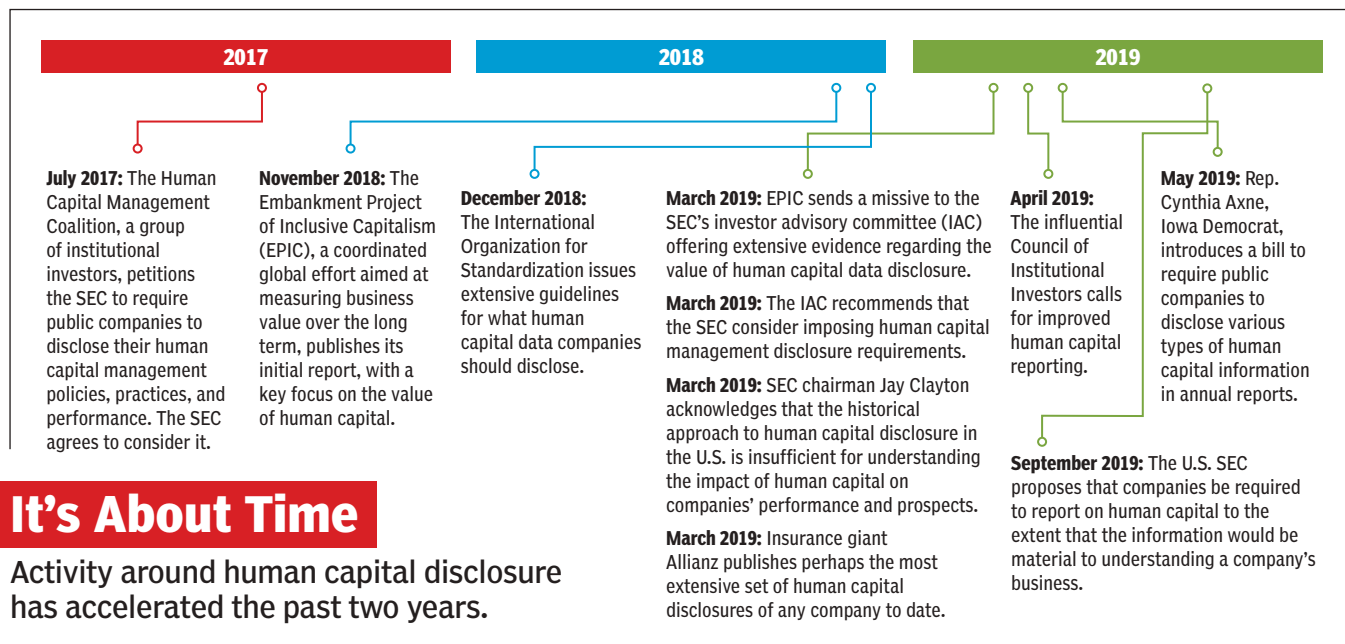 2017
2018
2019
July 2017: The Human
Capital Management
Coalition, a group
of institutional
investors, petitions
the SEC to require
public companies to
disclose their human
capital management
policies, practices, and
performance. The SEC
agrees to consider it.
November 2018: The
Embankment Project
of Inclusive Capitalism
(EPIC), a coordinated
global effort aimed at
measuring business
value over the long
term, publishes its
initial report, with a
key focus on the value
of human capital.
December 2018:
The International
Organization for
Standardization issues
extensive guidelines
for what human
capital data companies
should disclose.
March 2019: EPIC sends a missive to the
SEC’s investor advisory committee (IAC)
offering extensive evidence regarding the
value of human capital data disclosure.
March 2019: The IAC recommends that
the SEC consider imposing human capital
management disclosure requirements.
March 2019: SEC chairman Jay Clayton
acknowledges that the historical
approach to human capital disclosure in
the U.S. is insufficient for understanding
the impact of human capital on
companies’ performance and prospects.
March 2019: Insurance giant
Allianz publishes perhaps the most
extensive set of human capital
disclosures of any company to date.
April 2019:
The influential
Council of
Institutional
Investors calls
for improved
human capital
reporting.
May 2019: Rep.
Cynthia Axne,
Iowa Democrat,
introduces a bill to
require public
companies to
disclose various
types of human
capital information
in annual reports.
September 2019: The U.S. SEC
proposes that companies be required
to report on human capital to the
extent that the information would be
material to understanding a company’s
business.
It’s About Time
Activity around human capital disclosure
has accelerated the past two years.